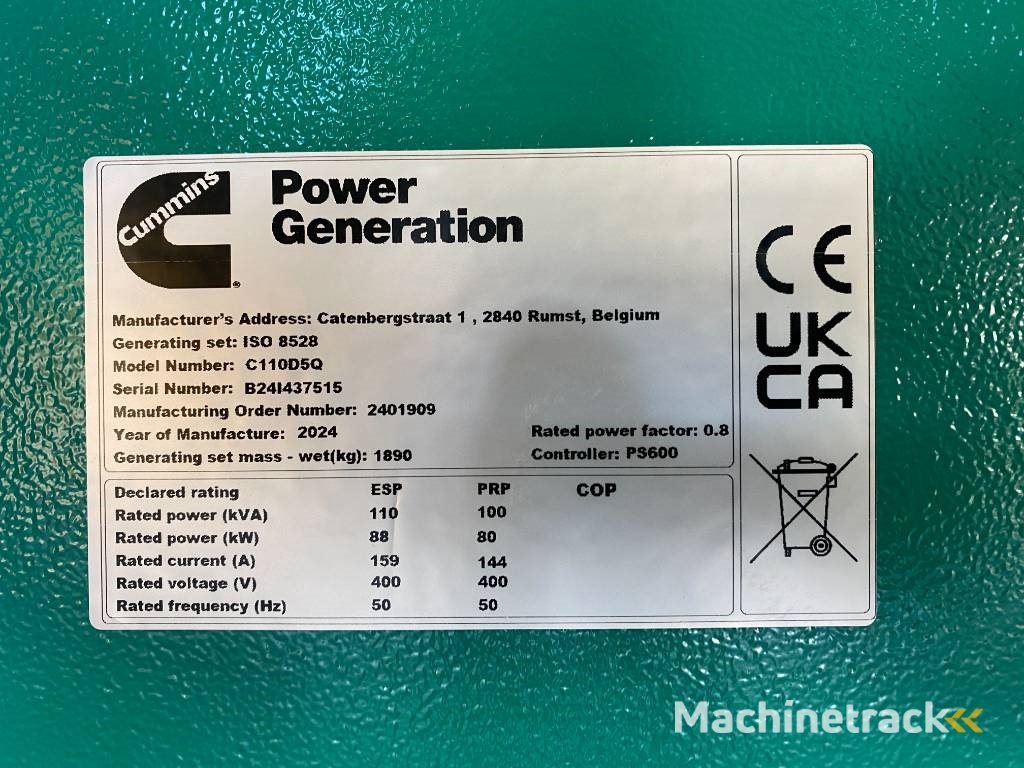 Cummins
Power
Generation
CE
UK
CA
Manufacturer's Address: Catenbergstraat 1 , 2840 Rumst, Belgium
Generating set: ISO 8528
Model Number: C110D5Q
Serial Number: B24I437515
Manufacturing Order Number: 2401909
Year of Manufacture: 2024 Rated power factor: 0.8
Generating set mass - wet(kg): 1890 Controller: PS600
Declared rating ESP PRP COP
Rated power (kVA) 110 100
Rated power (kW) 88 80
Rated current (A) 159 144
Rated voltage (V) 400 400
Rated frequency (Hz) 50 50
Machinetrack